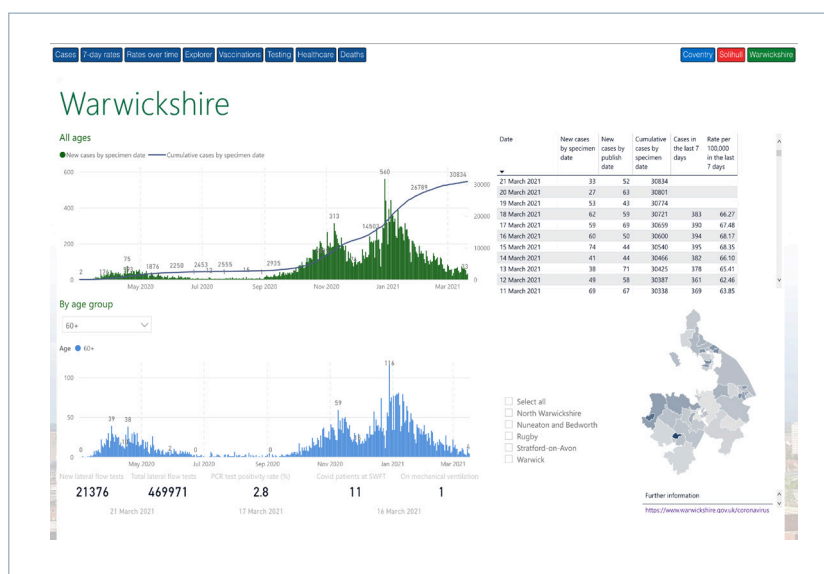 Cases 7-day rates Rates over time Explorer Vaccinations Testing Healthcare Deaths
Coventry Solihull Warwickshire
Warwickshire
All ages
New cases by specimen date Cumulative cases by specimen date
600
400
200
0
30000
20000
10000
0
2
75
1876
2250
2453
2555
2935
313
14503
560
26789
30834
33
May 2020 Jul 2020 Sep 2020 Nov 2020 Jan 2021 Mar 2021
Date New cases by specimen date New cases by publish date Cumulative cases by specimen date Cases in the last 7 days Rate per 100,000 in the last 7 days
21 March 2021 33 52 30834
20 March 2021 27 63 30801
19 March 2021 53 43 30774
18 March 2021 62 59 30721 383 66.27
17 March 2021 59 69 30659 390 67.48
16 March 2021 60 50 30600 394 68.17
15 March 2021 74 44 30540 395 68.35
14 March 2021 41 44 30466 382 66.10
13 March 2021 38 71 30425 378 65.41
12 March 2021 49 58 30387 361 62.46
11 March 2021 69 67 30338 369 63.85
By age group
60+
Age 60+
100
50
0
0
39
38
2
0
0
59
116
May 2020 Jul 2020 Sep 2020 Nov 2020 Jan 2021 Mar 2021
New lateral flow tests Total lateral flow tests PCR test positivity rate (%) Covid patients at SWFT On mechanical ventilation
21376 469971 2.8 11 1
21 March 2021 17 March 2021 16 March 2021
Select all
North Warwickshire
Nuneaton and Bedworth
Rugby
Stratford-on-Avon
Warwick
Further information
https://www.warwickshire.gov.uk/coronavirus